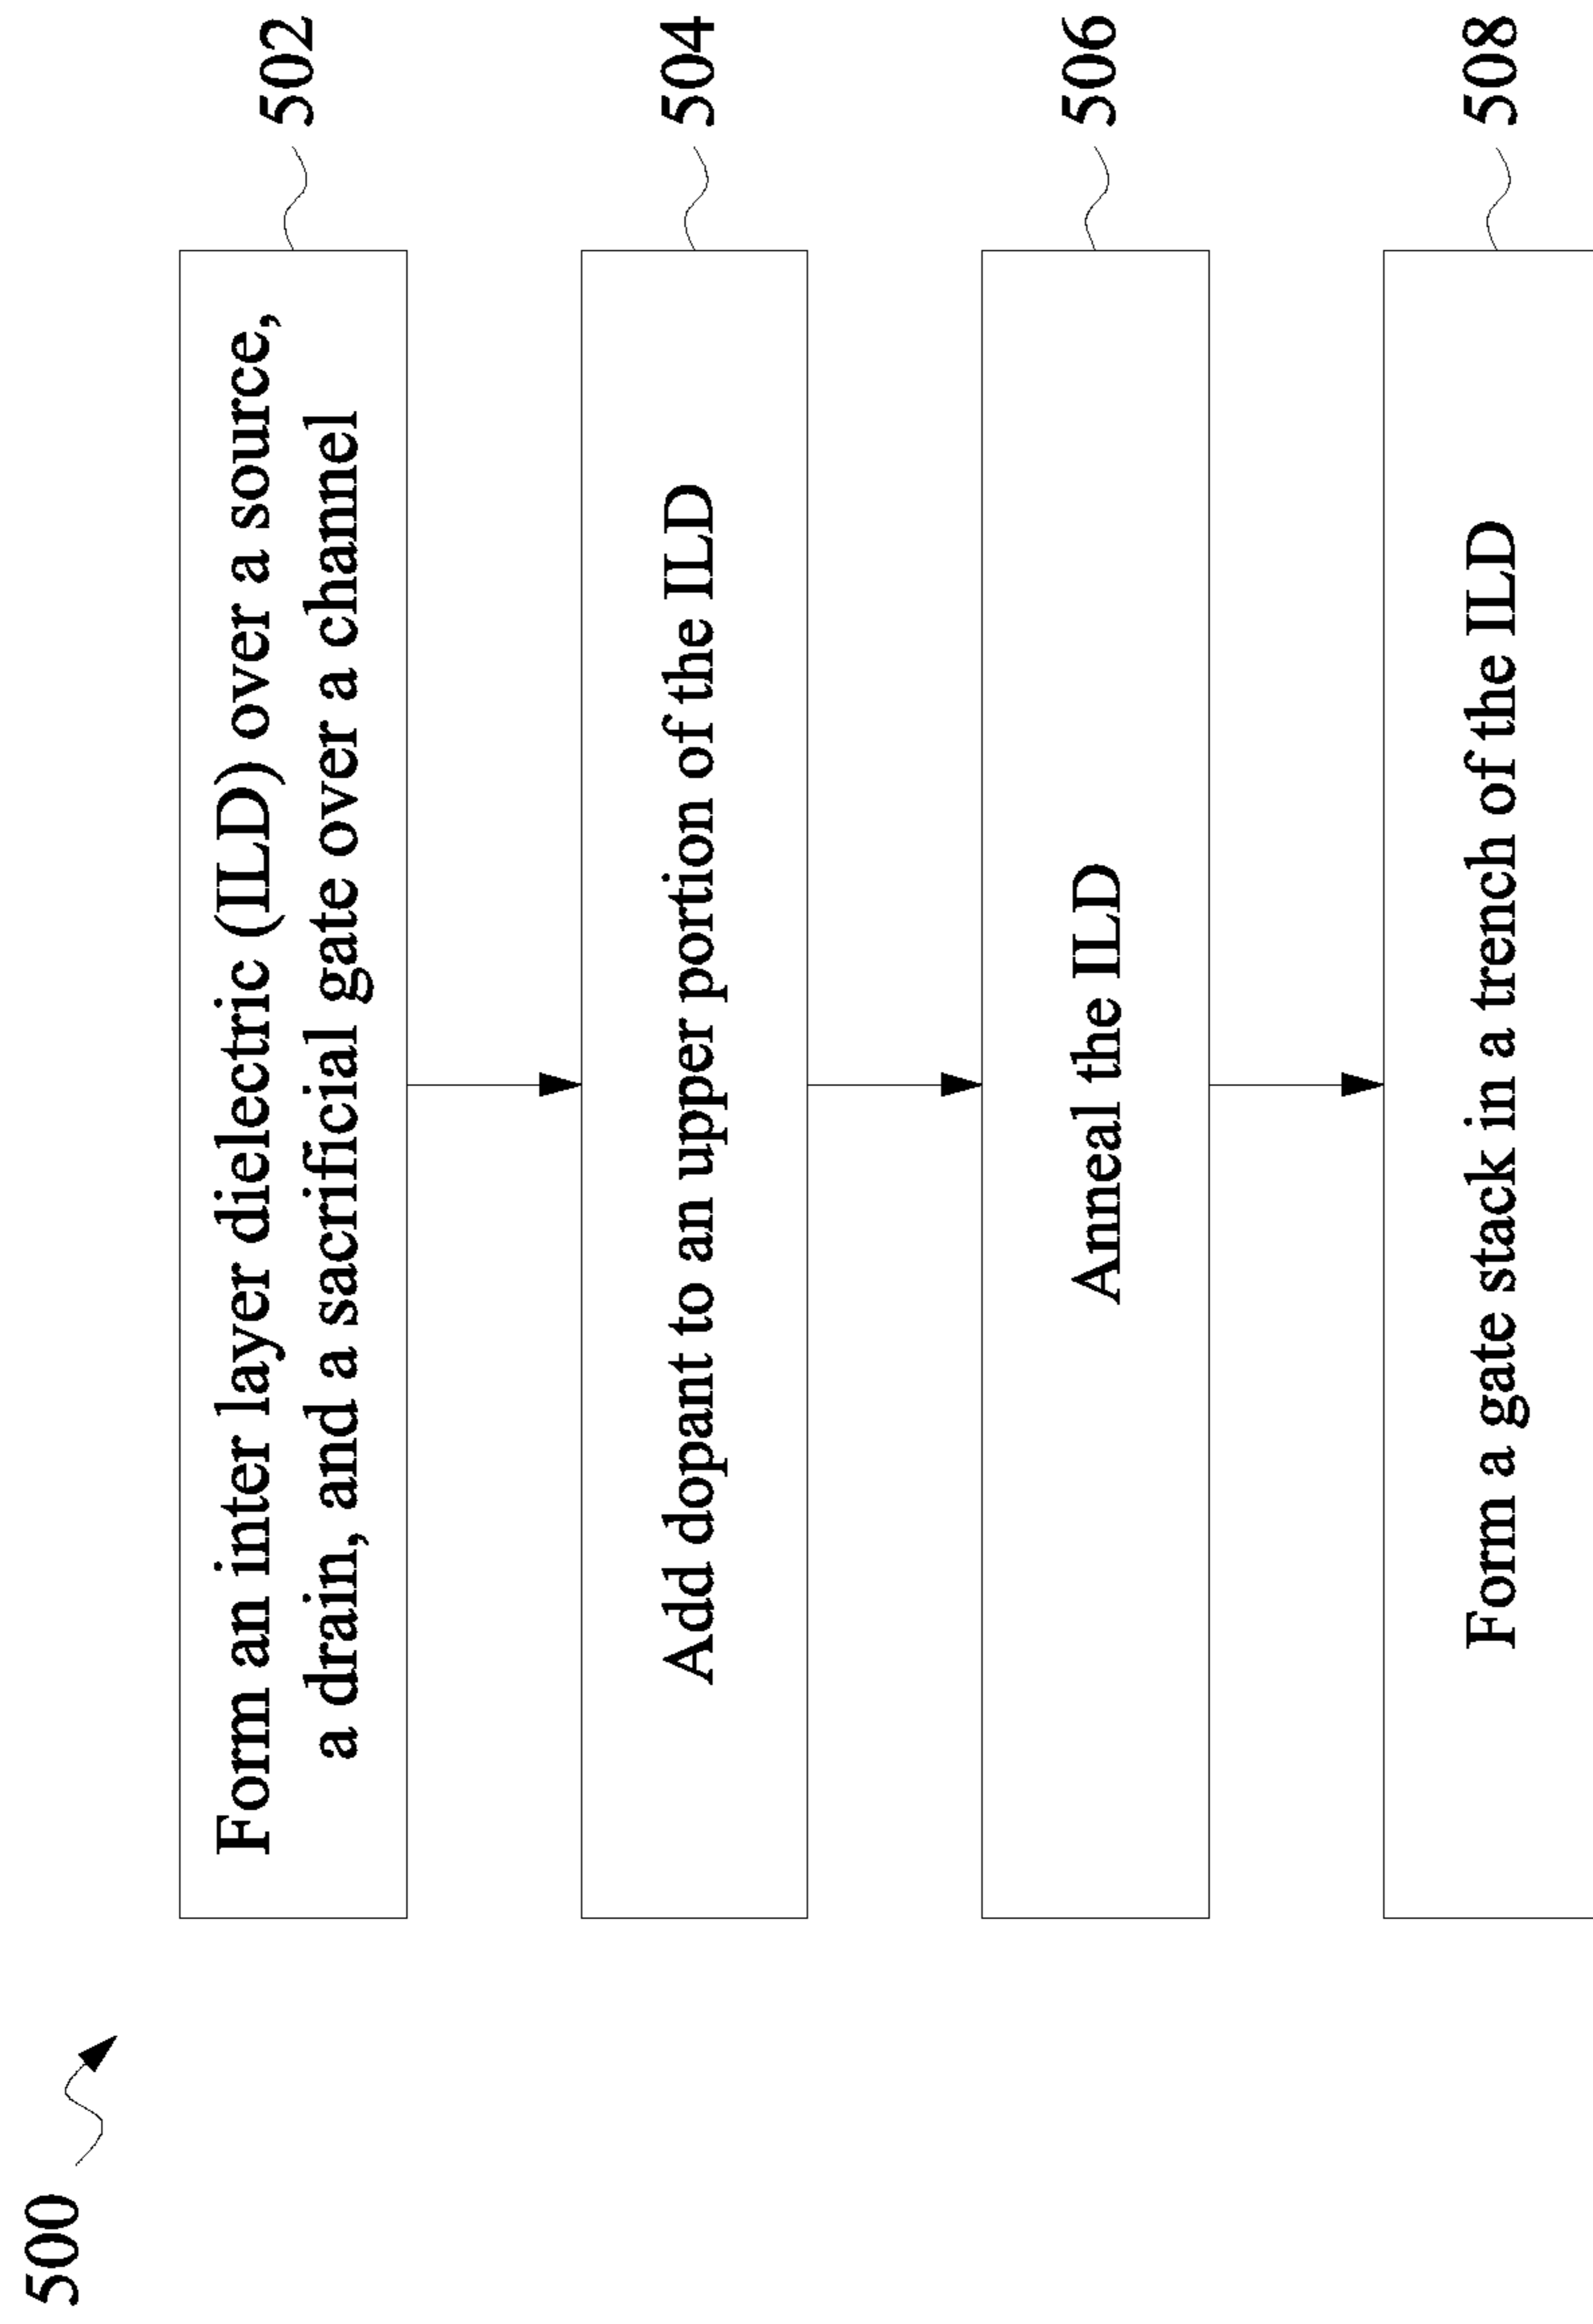 500
Form an inter layer dielectric (ILD) over a source,
a drain, and a sacrificial gate over a channel
502
Add dopant to an upper portion of the ILD
504
Anneal the ILD
506
Form a gate stack in a trench of the ILD
508